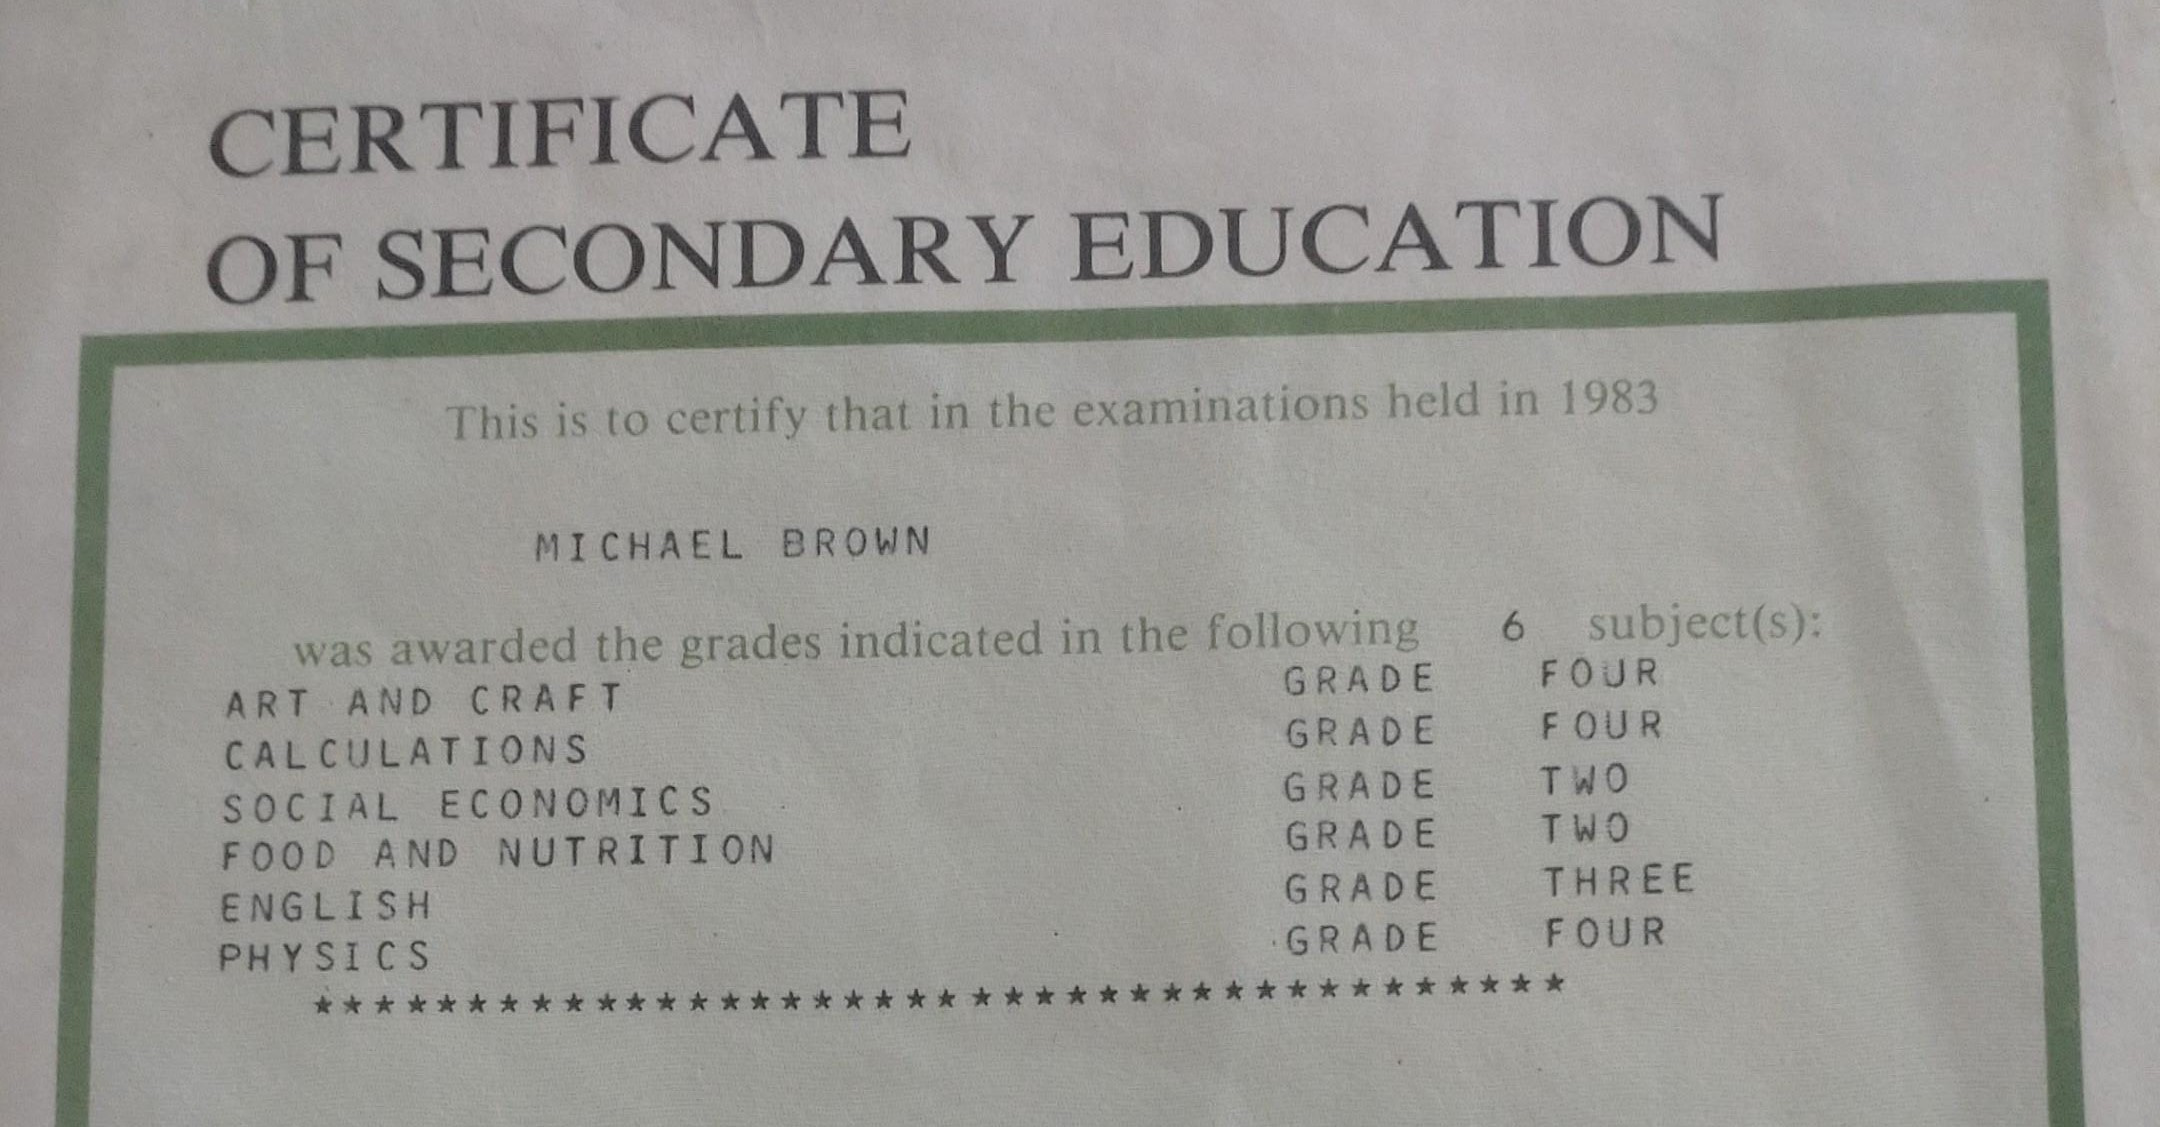 CERTIFICATE
OF SECONDARY EDUCATION
This is to certify that in the examinations held in 1983
MICHAEL BROWN
was awarded the grades indicated in the following 6 subject(s):
ART AND CRAFT GRADE FOUR
CALCULATIONS GRADE FOUR
SOCIAL ECONOMICS GRADE TWO
FOOD AND NUTRITION GRADE TWO
ENGLISH GRADE THREE
PHYSICS GRADE FOUR
****************************************